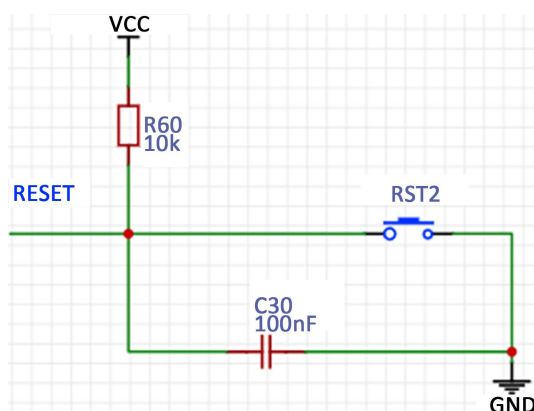 VCC
R60
10k
RESET
RST2
C30
100nF
GND